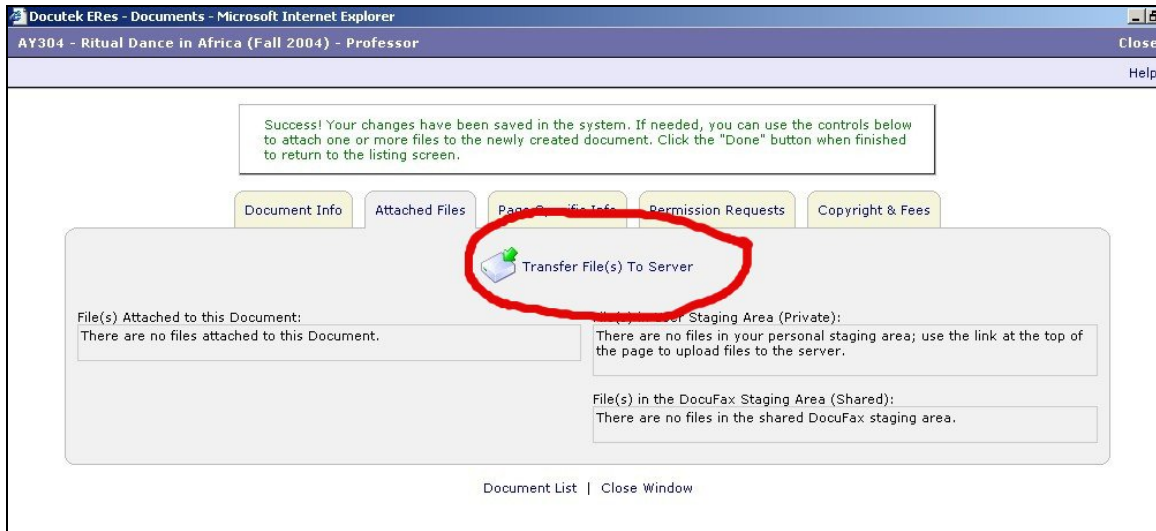 Docutek ERes - Documents - Microsoft Internet Explorer
AY304 - Ritual Dance in Africa (Fall 2004) - Professor
Close
Help
Success! Your changes have been saved in the system. If needed, you can use the controls below
to attach one or more files to the newly created document. Click the "Done" button when finished
to return to the listing screen.
Document Info
Attached Files
Page Specific Info
Permission Requests
Copyright & Fees
Transfer File(s) To Server
File(s) Attached to this Document:
There are no files attached to this Document.
File(s) in User Staging Area (Private):
There are no files in your personal staging area; use the link at the top of
the page to upload files to the server.
File(s) in the DocuFax Staging Area (Shared):
There are no files in the shared DocuFax staging area.
Document List | Close Window